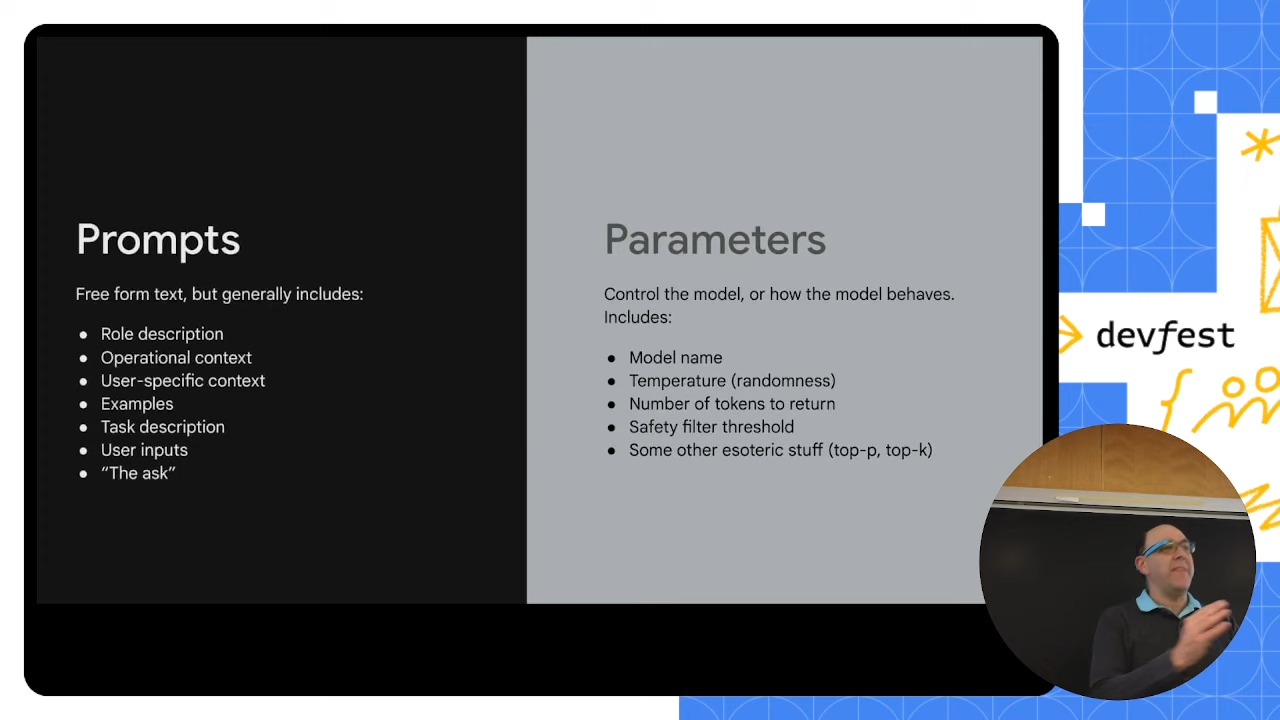 Prompts
Free form text, but generally includes:
● Role description
● Operational context
● User-specific context
● Examples
● Task description
● User inputs
● “The ask”
Parameters
Control the model, or how the model behaves.
Includes:
● Model name
● Temperature (randomness)
● Number of tokens to return
● Safety filter threshold
● Some other esoteric stuff (top-p, top-k)
devfest